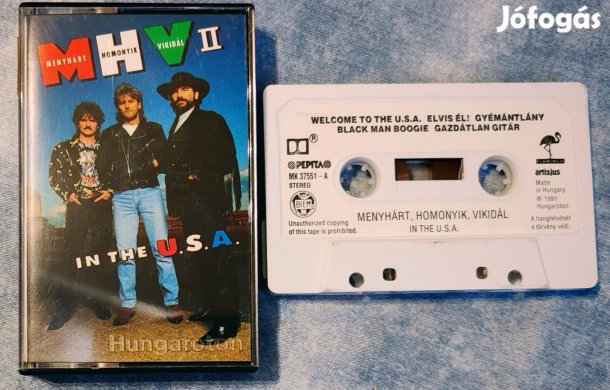 Jófogás
MHV II
MENYHÁRT HOMONYIK VIKIDÁL
IN THE U.S.A.
Hungaroton
WELCOME TO THE U.S.A. ELVIS ÉL! GYÉMÁNTLÁNY
BLACK MAN BOOGIE GAZDÁTLAN GITÁR
PEPITA
MK 37551–A
STEREO
BIEM
Unauthorized copying
of this tape is prohibited.
artisjus
Made
in Hungary
℗ 1991
Hungaroton
A hangfelvételt
a törvény védi.
MENYHÁRT, HOMONYIK, VIKIDÁL
IN THE U.S.A.